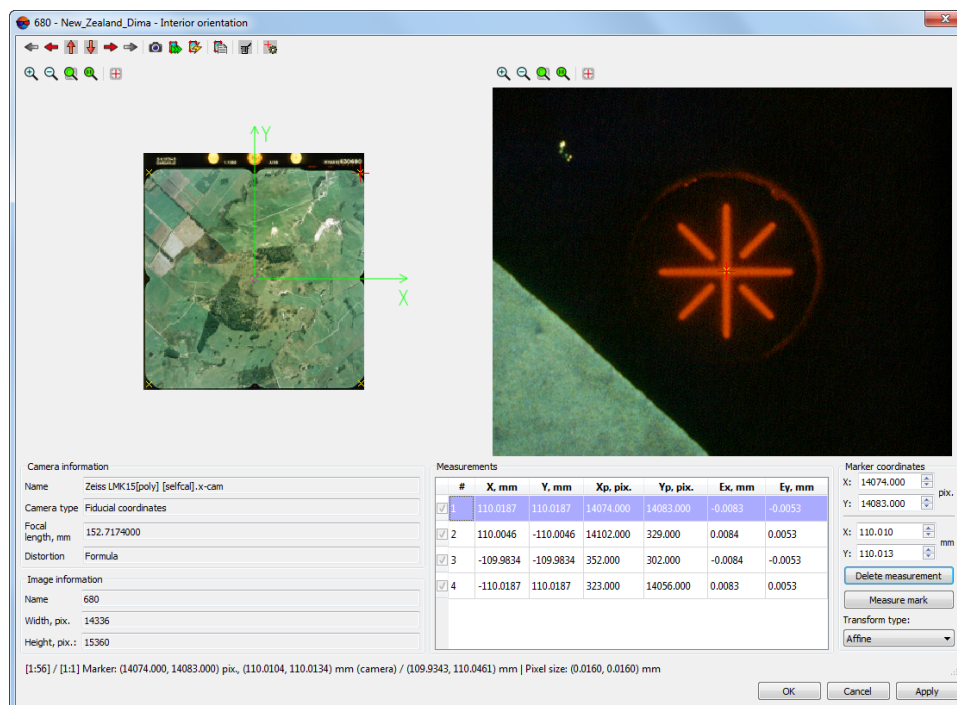 680 - New_Zealand_Dima - Interior orientation
Y
X
Camera information
Name Zeiss LMK15[poly] [selfcal].x-cam
Camera type Fiducial coordinates
Focal length, mm 152.7174000
Distortion Formula
Image information
Name 680
Width, pix. 14336
Height, pix.: 15360
Measurements
# X, mm Y, mm Xp, pix. Yp, pix. Ex, mm Ey, mm
1 110.0187 110.0187 14074.000 14083.000 -0.0083 -0.0053
2 110.0046 -110.0046 14102.000 329.000 0.0084 0.0053
3 -109.9834 -109.9834 352.000 302.000 -0.0084 -0.0053
4 -110.0187 110.0187 323.000 14056.000 0.0083 0.0053
Marker coordinates
X: 14074.000
pix.
Y: 14083.000
X: 110.010
mm
Y: 110.013
Delete measurement
Measure mark
Transform type:
Affine
[1:56] / [1:1] Marker: (14074.000, 14083.000) pix., (110.0104, 110.0134) mm (camera) / (109.9343, 110.0461) mm | Pixel size: (0.0160, 0.0160) mm
OK Cancel Apply